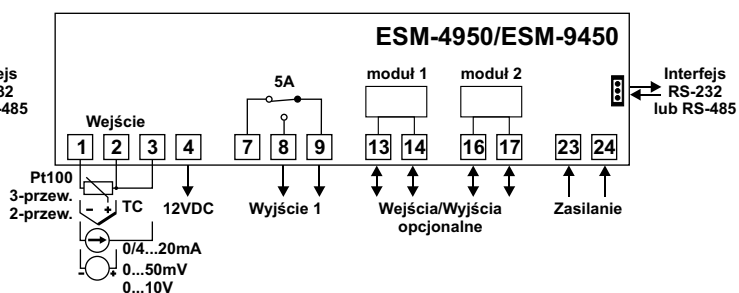 ESM-4950/ESM-9450
ejs
32
-485
Wejście
5A
moduł 1
moduł 2
Interfejs
RS-232
lub RS-485
1 2 3 4 7 8 9 13 14 16 17 23 24
Pt100
3-przew.
2-przew.
- +
TC
12VDC
Wyjście 1
Wejścia/Wyjścia
opcjonalne
Zasilanie
0/4...20mA
- +
0...50mV
0...10V